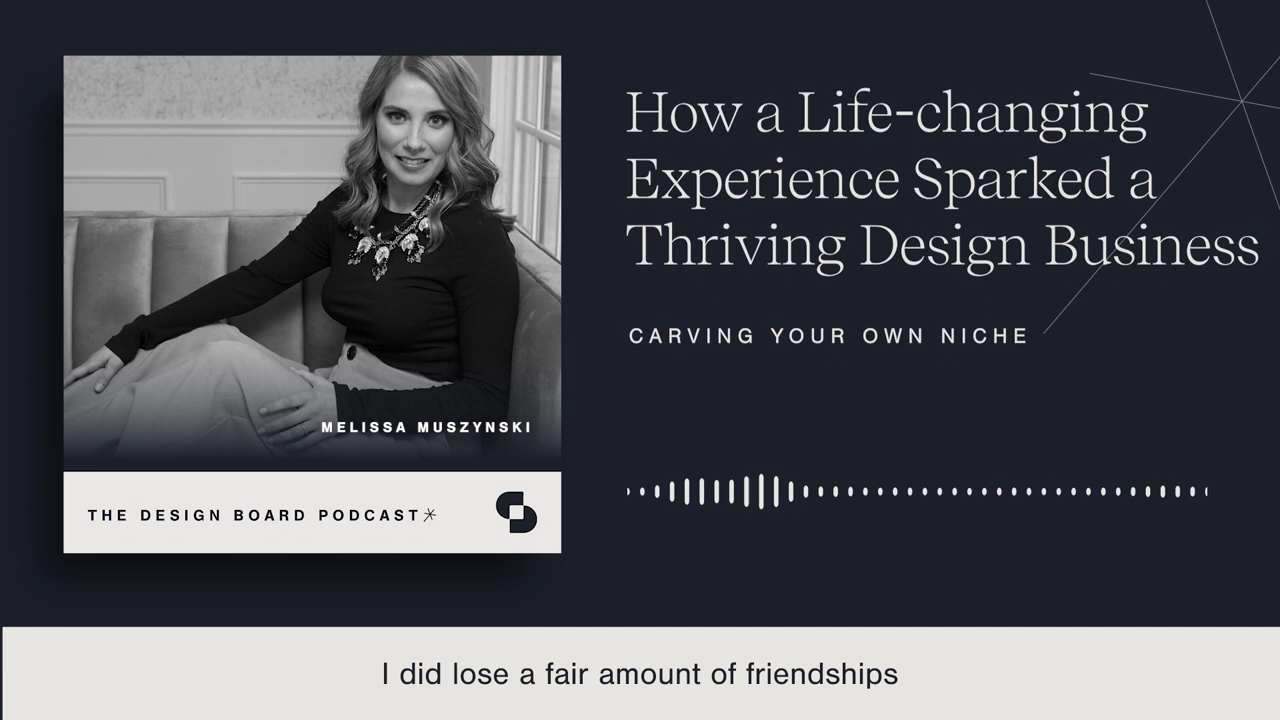 How a Life-changing
Experience Sparked a
Thriving Design Business
CARVING YOUR OWN NICHE
MELISSA MUSZYNSKI
THE DESIGN BOARD PODCAST
I did lose a fair amount of friendships